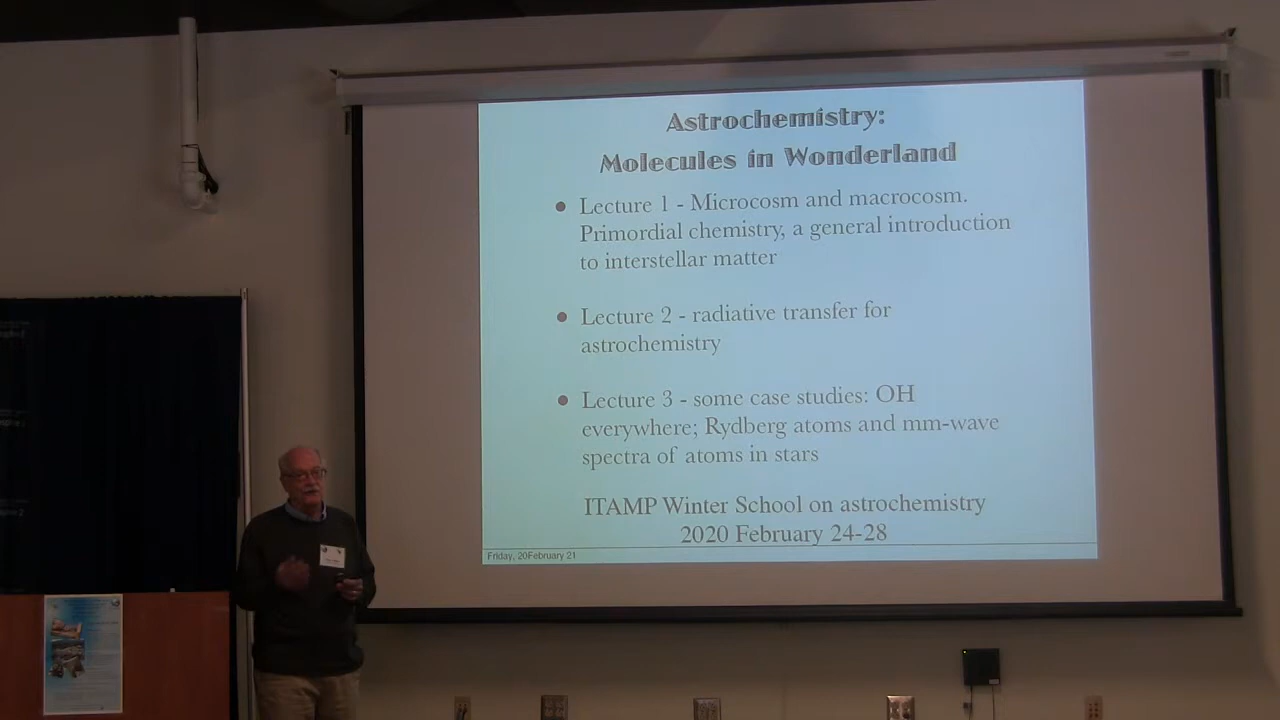 Astrochemistry:
Molecules in Wonderland
Lecture 1 - Microcosm and macrocosm.
Primordial chemistry, a general introduction
to interstellar matter
Lecture 2 - radiative transfer for
astrochemistry
Lecture 3 - some case studies: OH
everywhere; Rydberg atoms and mm-wave
spectra of atoms in stars
ITAMP Winter School on astrochemistry
2020 February 24-28
Friday, 20February 21